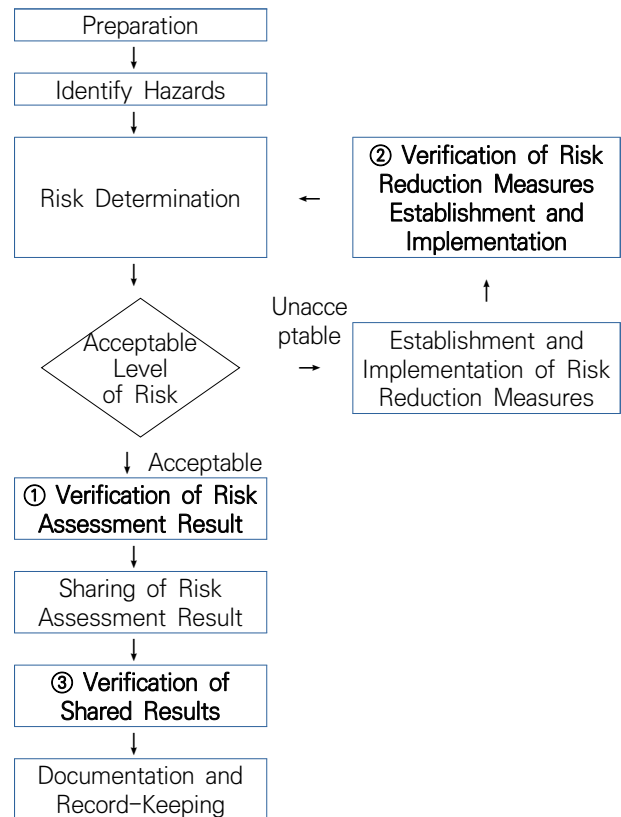 Preparation
Identify Hazards
Risk Determination
② Verification of Risk
Reduction Measures
Establishment and
Implementation
Acceptable
Level
of Risk
Unacce
ptable
Establishment and
Implementation of Risk
Reduction Measures
Acceptable
① Verification of Risk
Assessment Result
Sharing of Risk
Assessment Result
③ Verification of
Shared Results
Documentation and
Record-Keeping